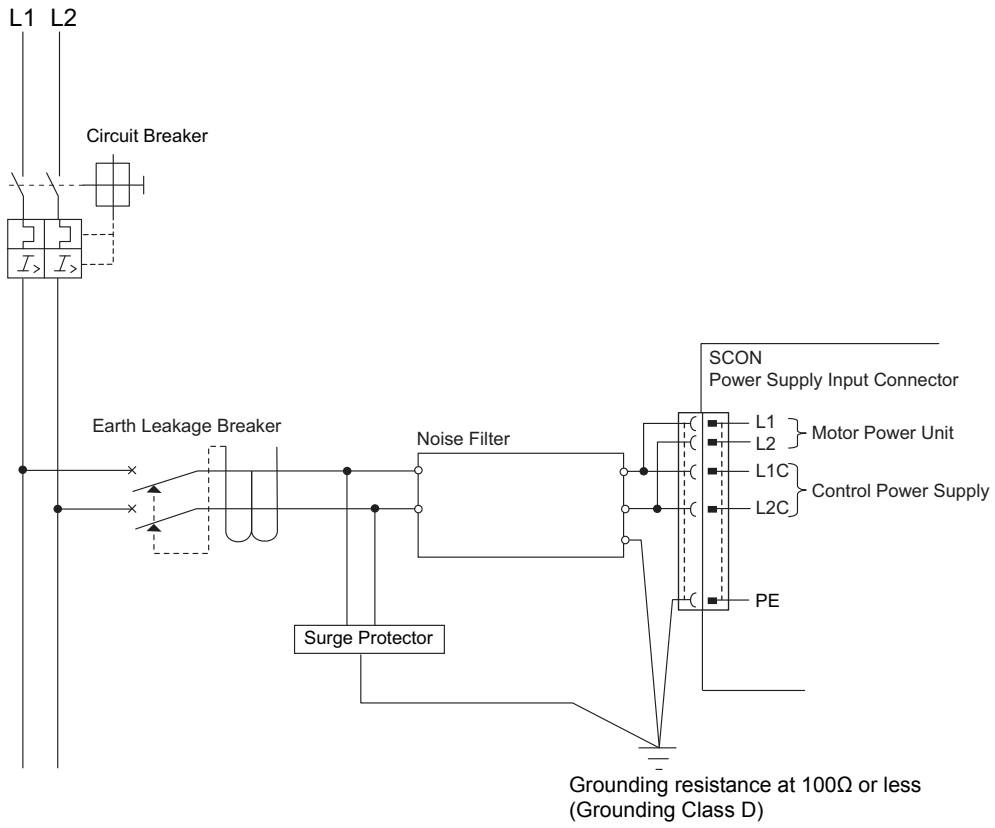 L1 L2
Circuit Breaker
I>
I>
SCON
Power Supply Input Connector
L1
L2
Motor Power Unit
L1C
L2C
Control Power Supply
PE
Earth Leakage Breaker
Noise Filter
Surge Protector
Grounding resistance at 100Ω or less
(Grounding Class D)